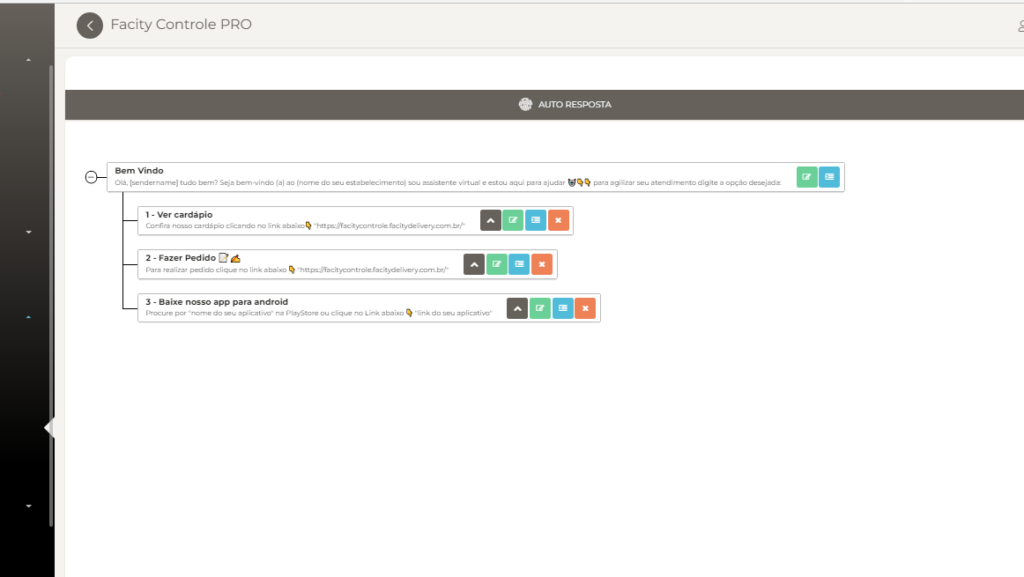 Facity Controle PRO
AUTO RESPOSTA
Bem Vindo
Olá, [sendername] tudo bem? Seja bem-vindo (a) ao (nome do seu estabelecimento) sou assistente virtual e estou aqui para ajudar 🤖👇👇 para agilizar seu atendimento digite a opção desejada:
1 - Ver cardápio
Confira nosso cardápio clicando no link abaixo👇 "https://facitycontrole.facitydelivery.com.br/"
2 - Fazer Pedido 📝✍
Para realizar pedido clique no link abaixo 👇 "https://facitycontrole.facitydelivery.com.br/"
3 - Baixe nosso app para android
Procure por "nome do seu aplicativo" na PlayStore ou clique no Link abaixo 👇 "link do seu aplicativo"